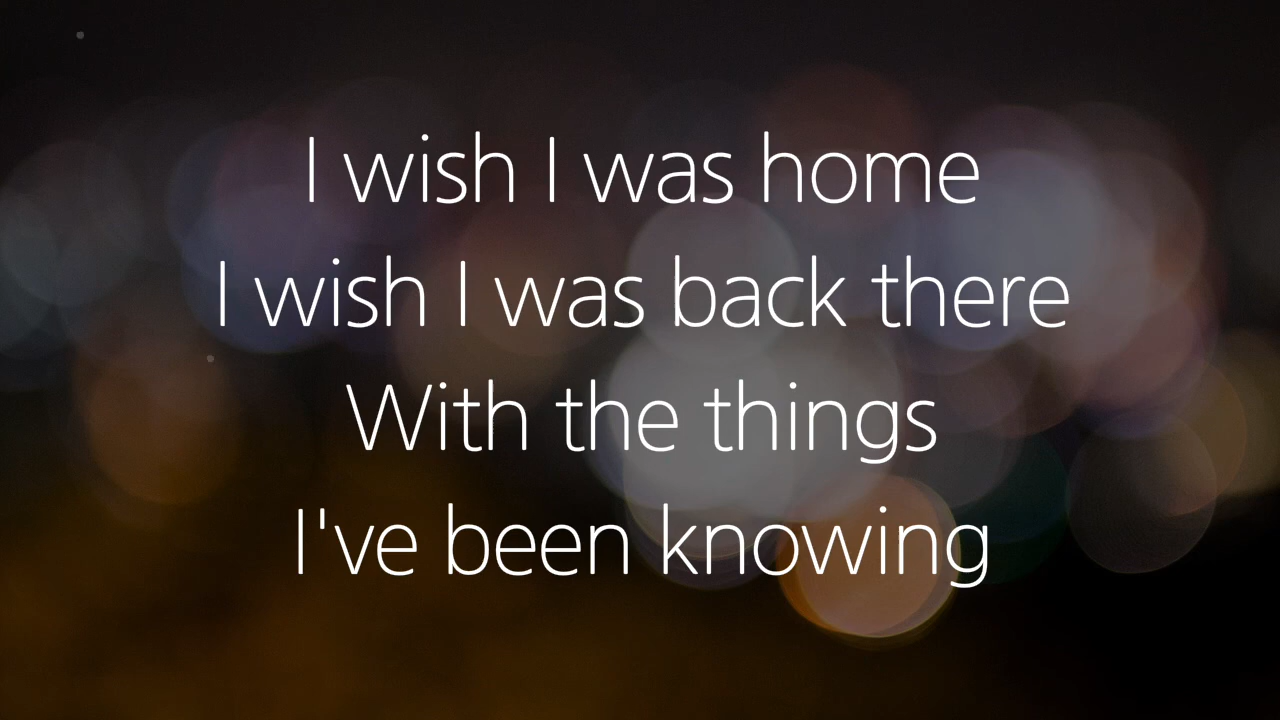 I wish I was home
I wish I was back there
With the things
I've been knowing